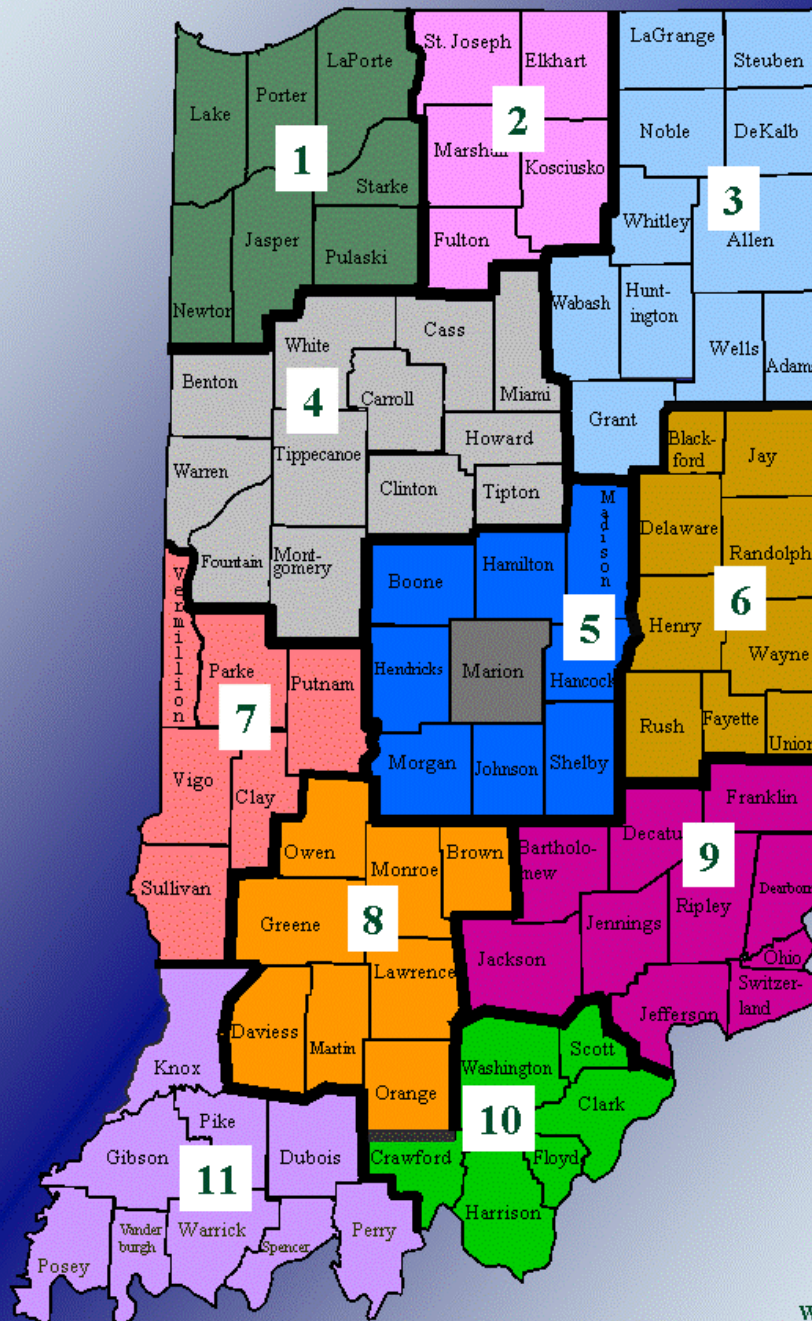 LaGrange
St. Joseph
LaPorte
Elkhart
Steuben
Porter
Lake
2
Noble
DeKalb
1
Marshall
Kosciusko
Starke
3
Whitley
Jasper
Fulton
Allen
Pulaski
Newton
Wabash
Hunt-
ington
Cass
White
Wells
Adam
Benton
Miami
4
Carroll
Grant
Howard
Black-
ford
Jay
Tippecanoe
Warren
Clinton
Tipton
Madison
Delaware
Randolph
Fountain
Mont-
gomery
Hamilton
Boone
6
5
Henry
Vermillion
Wayne
Parke
Putnam
Hendricks
Marion
Hancock
7
Rush
Fayette
Union
Morgan
Johnson
Shelby
Vigo
Clay
Franklin
Decatu
Owen
Monroe
Brown
Bartholo-
mew
9
Sullivan
Dearborn
Ripley
Greene
8
Jennings
Jackson
Ohio
Lawrence
Switzer-
land
Jefferson
Daviess
Martin
Scott
Knox
Washington
Orange
Clark
Pike
10
Gibson
Dubois
Crawford
Floyd
11
Harrison
Vander
burgh
Warrick
Perry
Spencer
Posey
w